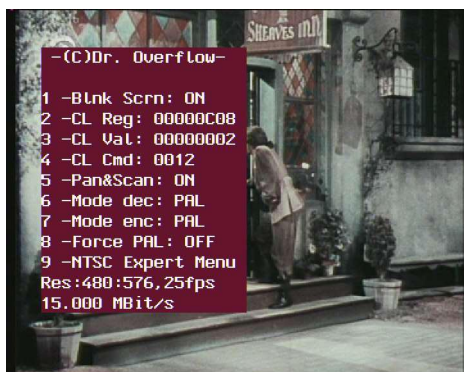 SHEAVES INN
-(C)Dr. Overflow-
1 -Blnk Scrn: ON
2 -CL Reg: 00000C08
3 -CL Val: 00000002
4 -CL Cmd: 0012
5 -Pan&Scan: ON
6 -Mode dec: PAL
7 -Mode enc: PAL
8 -Force PAL: OFF
9 -NTSC Expert Menu
Res:480:576,25fps
15.000 MBit/s